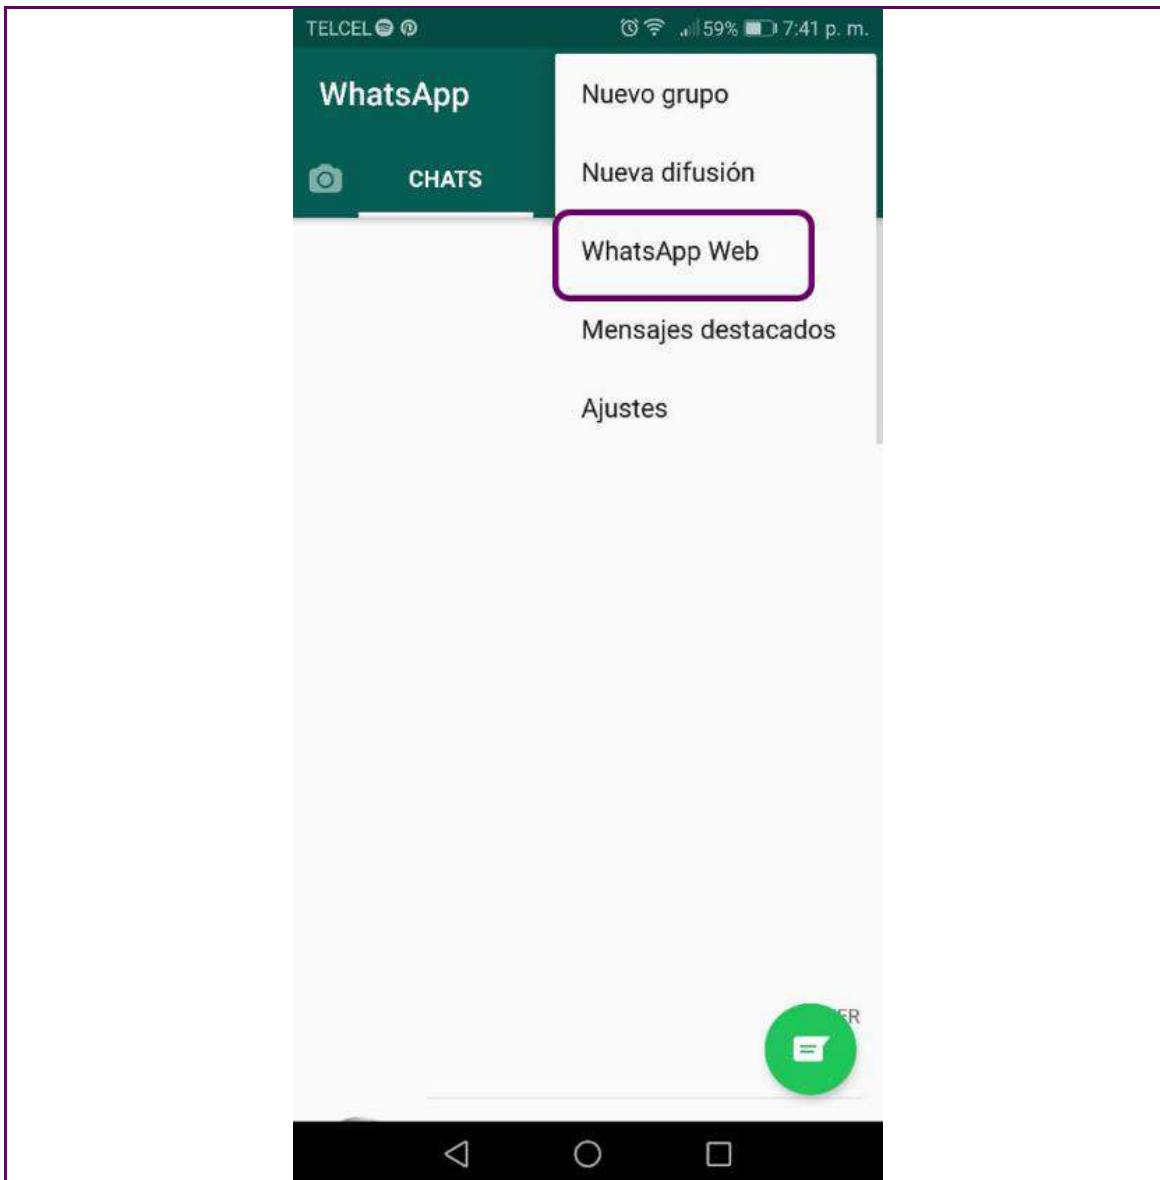 TELCEL 59% 7:41 p. m.
WhatsApp
Nuevo grupo
CHATS
Nueva difusión
WhatsApp Web
Mensajes destacados
Ajustes